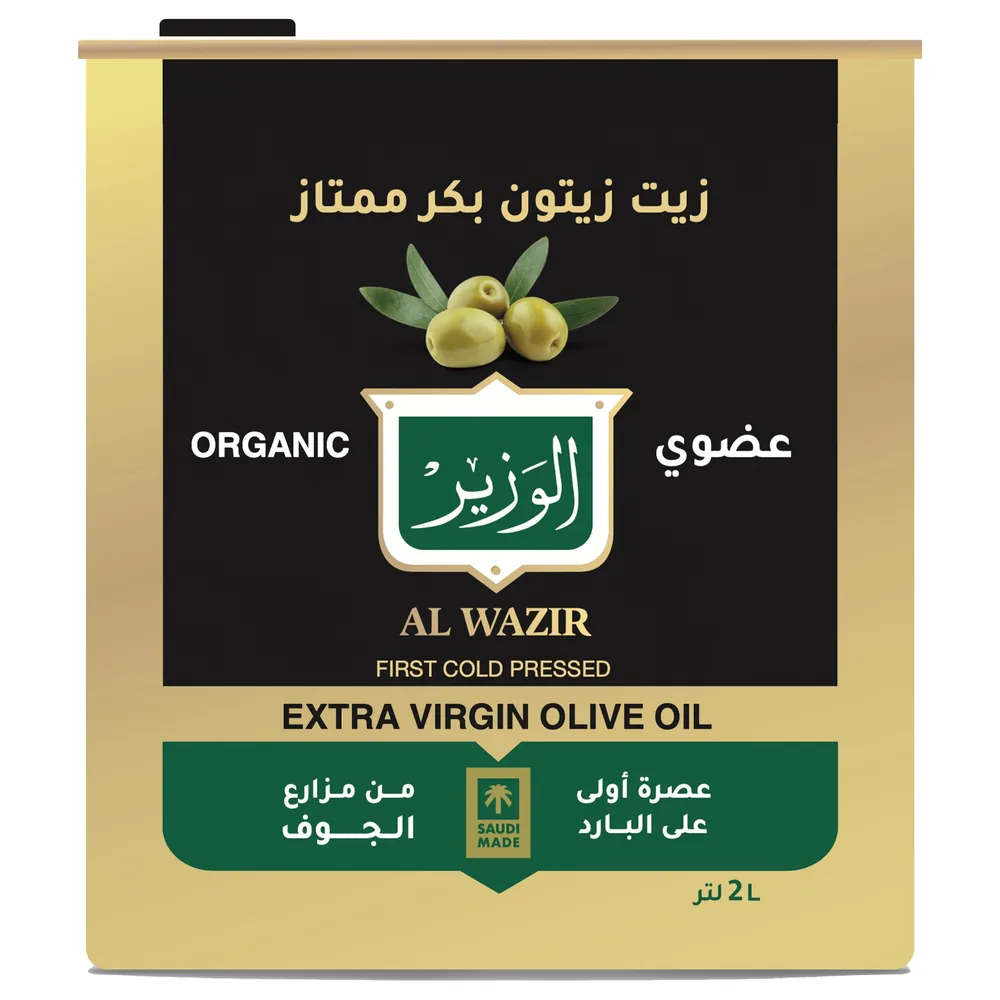 زيت زيتون بكر ممتاز
ORGANIC
عضوي
الوزير
AL WAZIR
FIRST COLD PRESSED
EXTRA VIRGIN OLIVE OIL
عصرة أولى
على البارد
SAUDI
MADE
من مزارع
الجوف
2L لتر